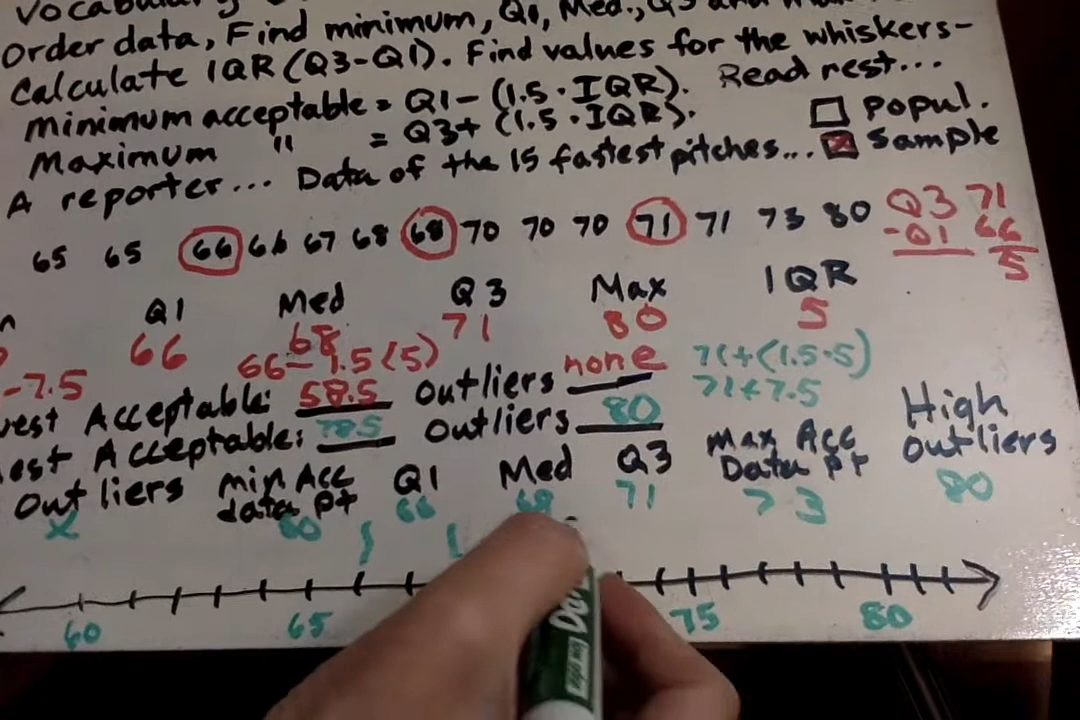 Vocabulary
Order data, Find minimum, Q1, Med., Q3 and
Calculate IQR (Q3-Q1). Find values for the whiskers-
minimum acceptable = Q1 - (1.5 · IQR). Read rest...
Maximum " = Q3 + (1.5 · IQR).
Popul.
A reporter... Data of the 15 fastest pitches... Sample
65 65 66 66 67 68 68 70 70 70 71 71 73 80
Q3 71
-Q1 66
5
Q1 Med Q3 Max IQR
66 68 71 80 5
-7.5 66-1.5(5) 71+(1.5·5)
Acceptable: 58.5 Outliers none 71+7.5
Acceptable: 78.5 Outliers 80
High
Outliers
Outliers min Acc data pt Q1 Med Q3 Max Acc Data pt
x 66 68 71 73 80
60 65 75 80